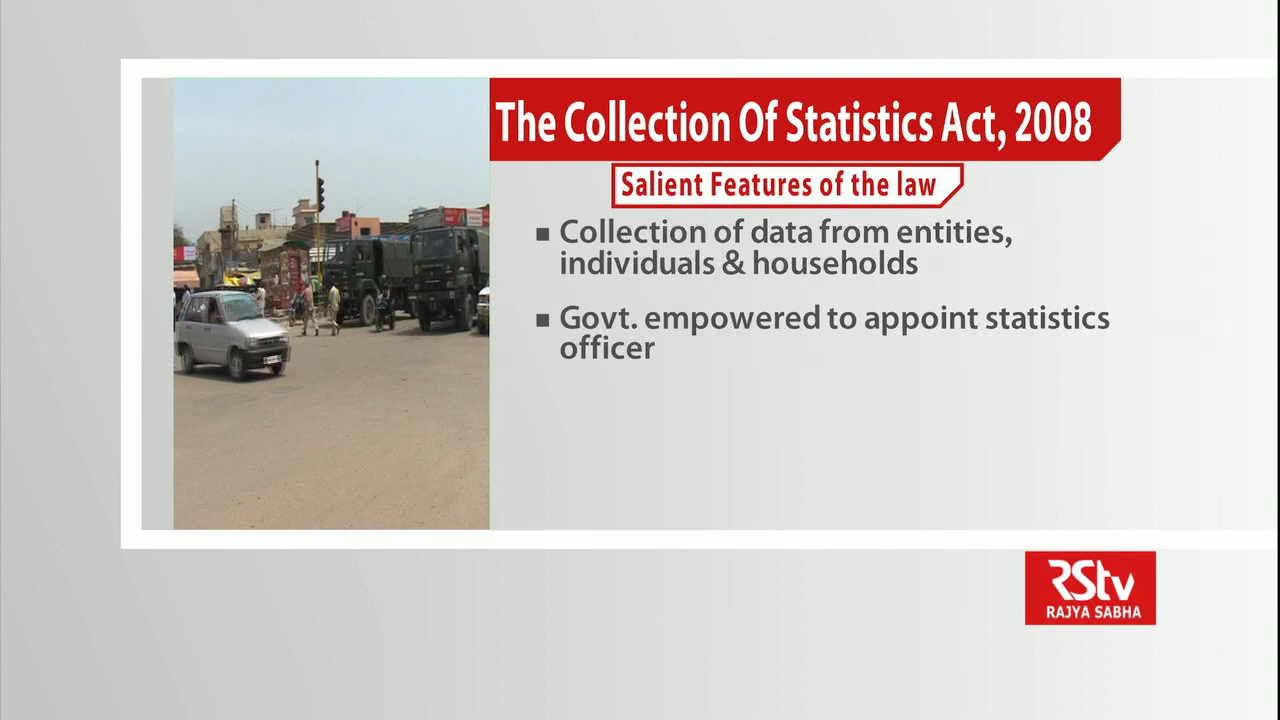 The Collection Of Statistics Act, 2008
Salient Features of the law
▪ Collection of data from entities,
individuals & households
▪ Govt. empowered to appoint statistics
officer
RStv
RAJYA SABHA